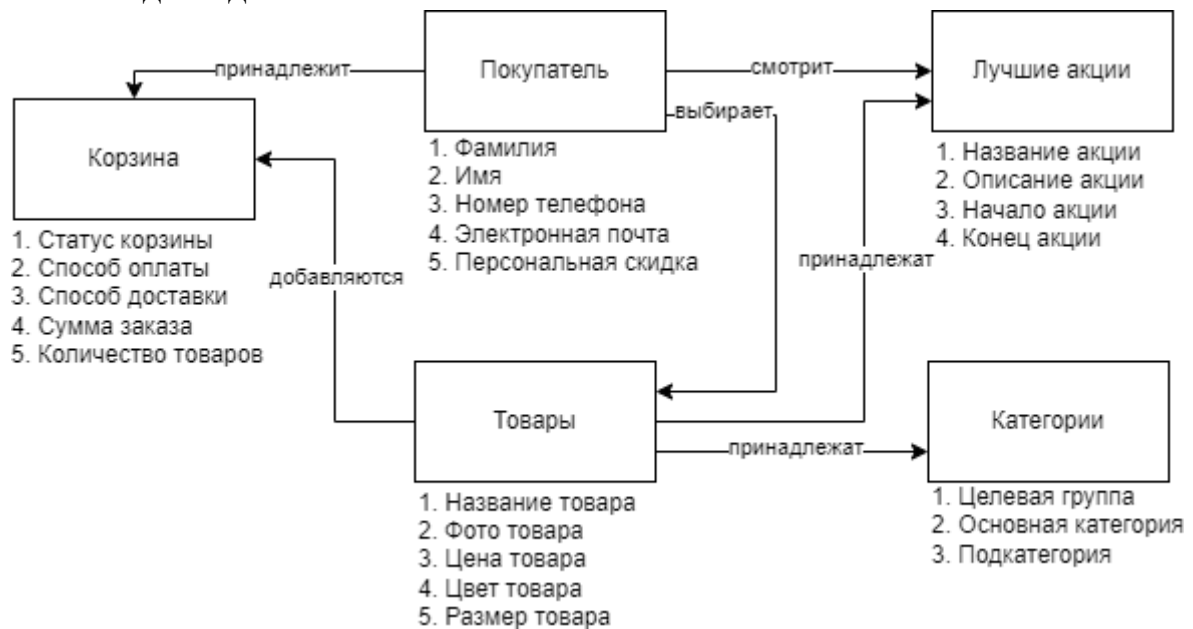 принадлежит
Покупатель
смотрит
Лучшие акции
выбирает
Корзина
1. Фамилия
2. Имя
3. Номер телефона
4. Электронная почта
5. Персональная скидка
1. Название акции
2. Описание акции
3. Начало акции
4. Конец акции
1. Статус корзины
2. Способ оплаты
3. Способ доставки
4. Сумма заказа
5. Количество товаров
добавляются
принадлежат
Товары
Категории
принадлежат
1. Название товара
2. Фото товара
3. Цена товара
4. Цвет товара
5. Размер товара
1. Целевая группа
2. Основная категория
3. Подкатегория